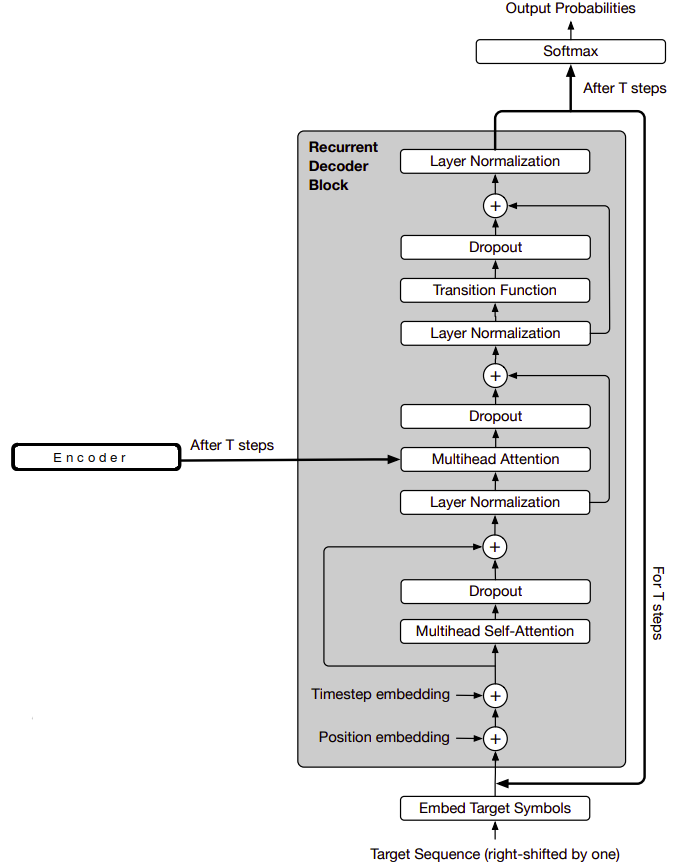 Output Probabilities
Softmax
After T steps
Recurrent
Decoder
Block
Layer Normalization
+
Dropout
Transition Function
Layer Normalization
+
Dropout
After T steps
Encoder
Multihead Attention
Layer Normalization
+
For T steps
Dropout
Multihead Self-Attention
Timestep embedding
+
Position embedding
+
Embed Target Symbols
Target Sequence (right-shifted by one)